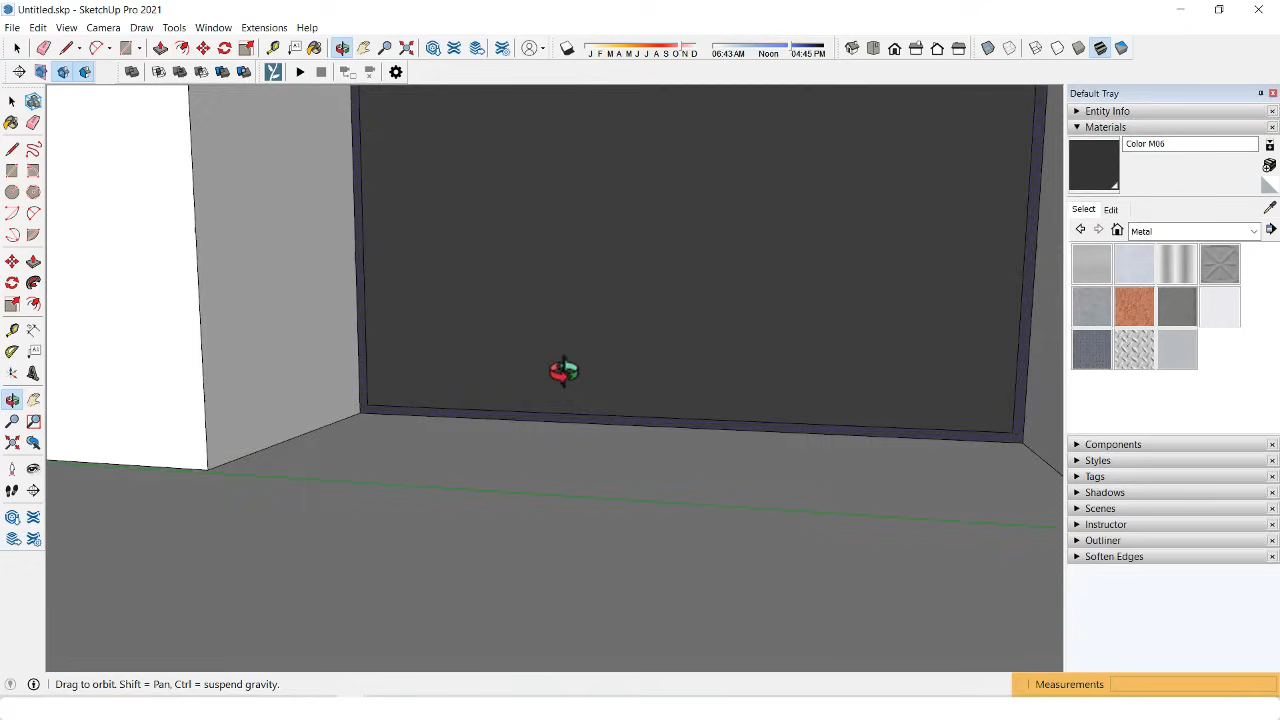 Untitled.skp - SketchUp Pro 2021
File Edit View Camera Draw Tools Window Extensions Help
J F M A M J J A S O N D 06:43 AM Noon 04:45 PM
Default Tray
Entity Info
Materials
Color M06
Select Edit
Metal
Components
Styles
Tags
Shadows
Scenes
Instructor
Outliner
Soften Edges
Drag to orbit. Shift = Pan, Ctrl = suspend gravity.
Measurements